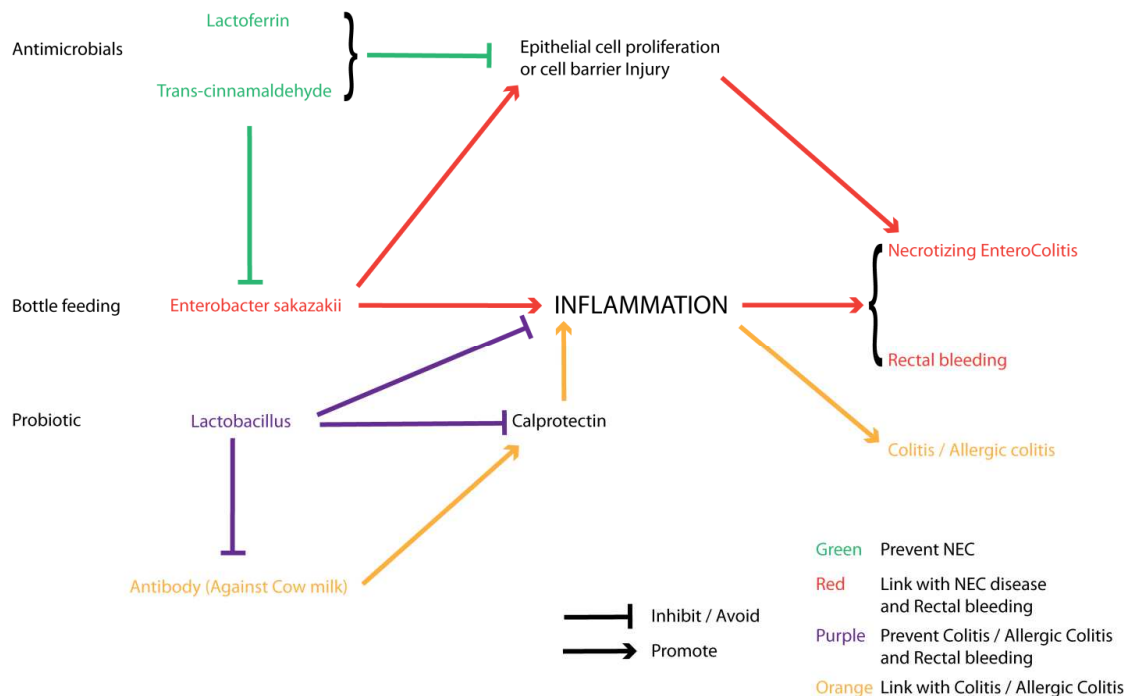 Lactoferrin
Antimicrobials
Trans-cinnamaldehyde
Epithelial cell proliferation
or cell barrier Injury
Necrotizing EnteroColitis
Bottle feeding
Enterobacter sakazakii
INFLAMMATION
Rectal bleeding
Probiotic
Lactobacillus
Calprotectin
Colitis / Allergic colitis
Antibody (Against Cow milk)
Inhibit / Avoid
Promote
Green Prevent NEC
Red Link with NEC disease
and Rectal bleeding
Purple Prevent Colitis / Allergic Colitis
and Rectal bleeding
Orange Link with Colitis / Allergic Colitis